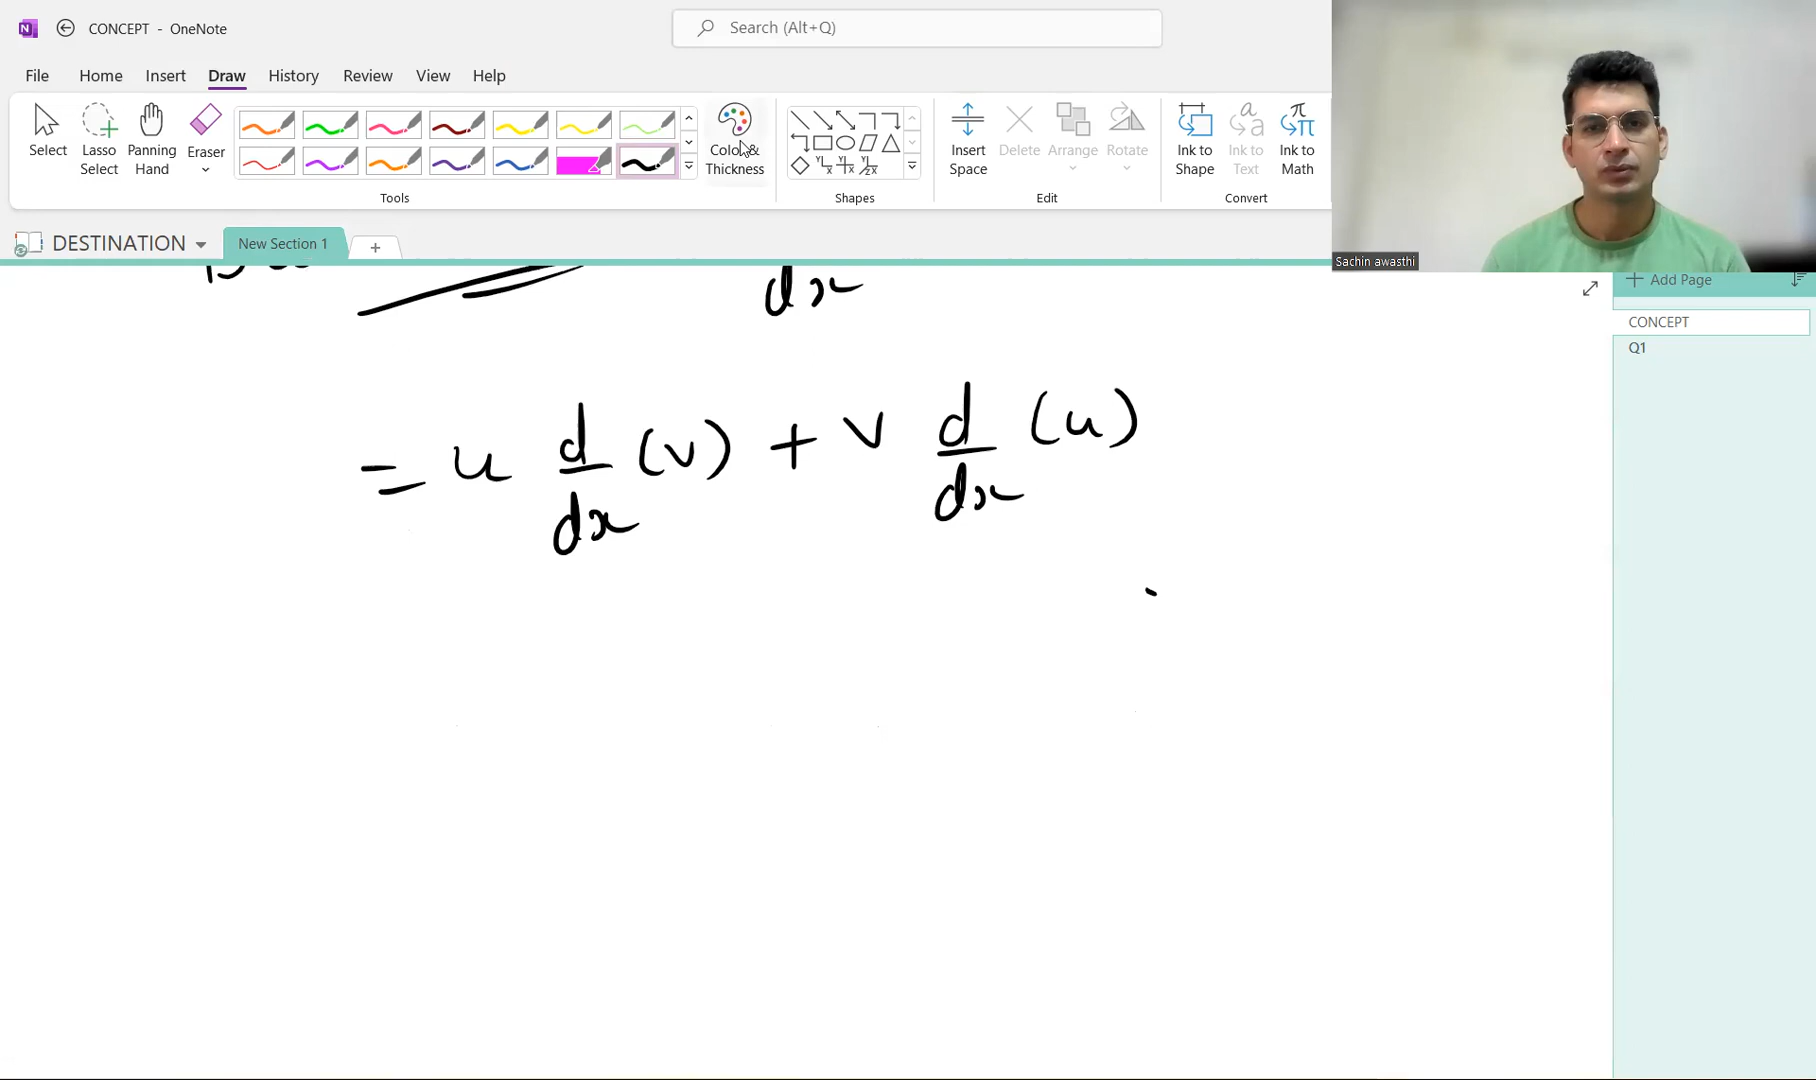 CONCEPT - OneNote
Search (Alt+Q)
File Home Insert Draw History Review View Help
Select
Lasso Select
Panning Hand
Eraser
Color & Thickness
Insert Space
Delete
Arrange
Rotate
Ink to Shape
Ink to Text
Ink to Math
Tools
Shapes
Edit
Convert
Sachin awasthi
DESTINATION
New Section 1
+
Add Page
CONCEPT
Q1
dx
= u d/dx (v) + v d/dx (u)